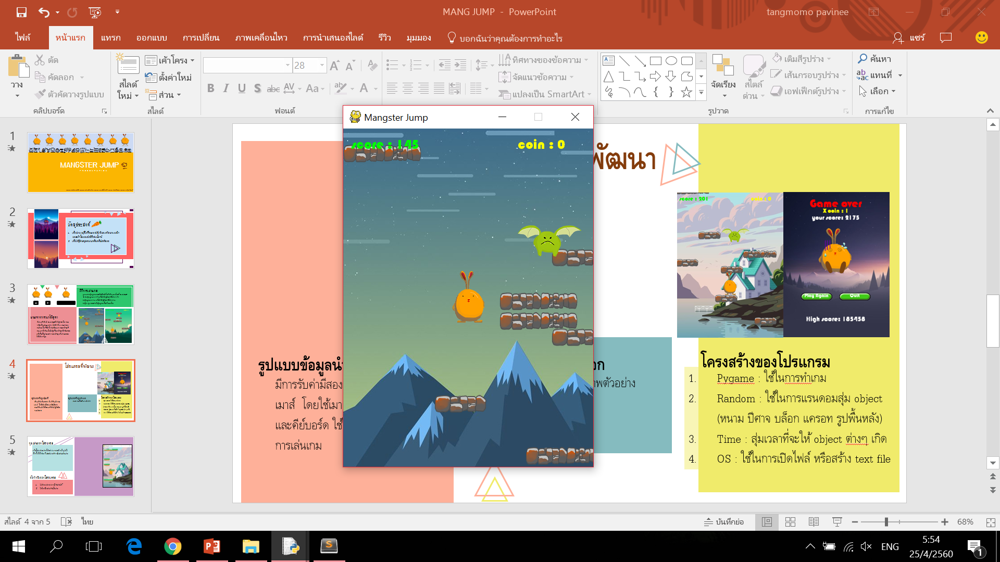 MANG JUMP - PowerPoint
tangmomo pavinee
ไฟล์
หน้าแรก
แทรก
ออกแบบ
การเปลี่ยน
ภาพเคลื่อนไหว
การนำเสนอสไลด์
รีวิว
มุมมอง
บอกฉันว่าคุณต้องการทำอะไร
แชร์
วาง
ตัด
คัดลอก
ตัวคัดวางรูปแบบ
คลิปบอร์ด
สไลด์
ใหม่
เค้าโครง
ตั้งค่าใหม่
ส่วน
สไลด์
28
B I U S abc AV Aa A
ฟอนต์
ทิศทางของข้อความ
จัดแนวข้อความ
แปลงเป็น SmartArt
จัดเรียง
สไตล์
ด่วน
เติมสีรูปร่าง
เส้นกรอบรูปร่าง
เอฟเฟ็กต์รูปร่าง
รูปวาด
ค้นหา
แทนที่
เลือก
การแก้ไข
1
MANGSTER JUMP
2
วัตถุประสงค์
3
4
5
Mangster Jump
score : 145
coin : 0
พัฒนา
score : 201
coin : 0
Game over
X coin : 1
your score: 2175
Play Again
Quit
High score: 185458
รูปแบบข้อมูลนำ
มีการรับค่ามีสอง
เมาส์ โดยใช้เมา
และคีย์บอร์ด ใช้
การเล่นเกม
อก
าพตัวอย่าง
โครงสร้างของโปรแกรม
1. Pygame : ใช้ในการทำเกม
2. Random : ใช้ในการแรนดอมสุ่ม object
(หนาม ปีศาจ บล็อก แครอท รูปพื้นหลัง)
3. Time : สุ่มเวลาที่จะให้ object ต่างๆ เกิด
4. OS : ใช้ในการเปิดไฟล์ หรือสร้าง text file
สไลด์ 4 จาก 5
ไทย
บันทึกย่อ
68%
ENG
5:54
25/4/2560
1